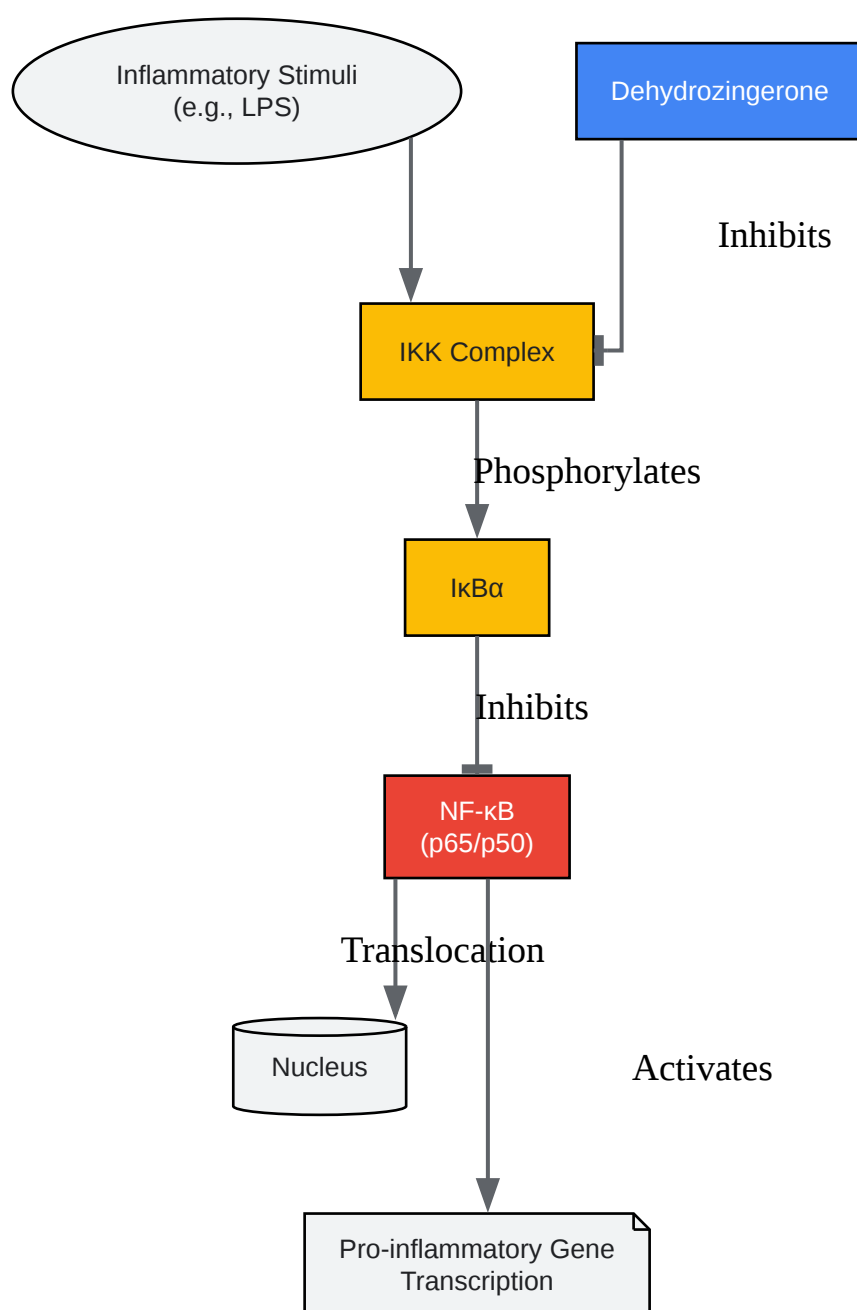 Inflammatory Stimuli
(e.g., LPS)
Dehydrozingerone
Inhibits
IKK Complex
Phosphorylates
IκBα
Inhibits
NF-κB
(p65/p50)
Translocation
Nucleus
Activates
Pro-inflammatory Gene
Transcription